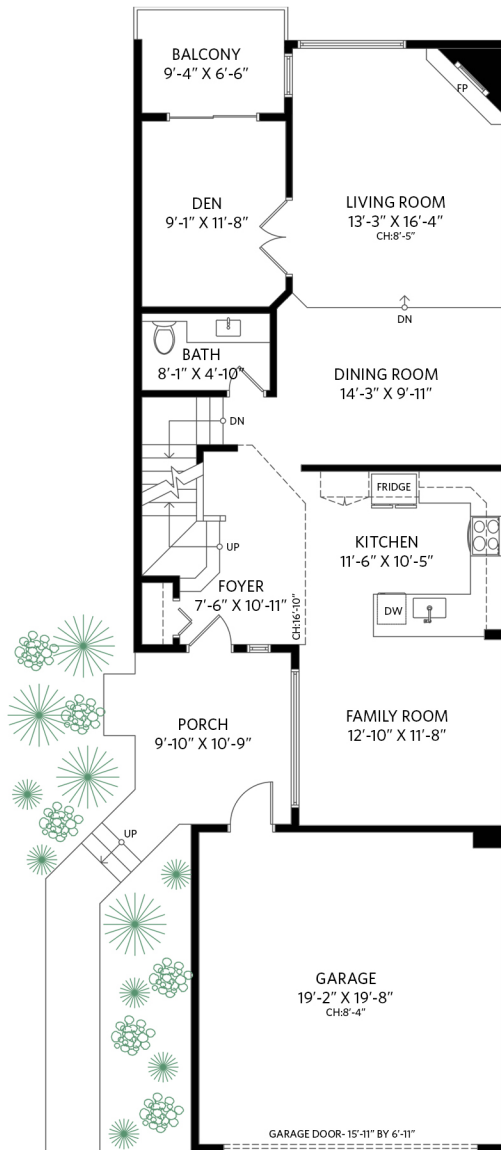 BALCONY
9'-4" X 6'-6"
FP
DEN
9'-1" X 11'-8"
LIVING ROOM
13'-3" X 16'-4"
CH:8'-5"
DN
BATH
8'-1" X 4'-10"
DINING ROOM
14'-3" X 9'-11"
DN
FRIDGE
KITCHEN
11'-6" X 10'-5"
UP
FOYER
7'-6" X 10'-11"
CH:16'-10"
DW
PORCH
9'-10" X 10'-9"
FAMILY ROOM
12'-10" X 11'-8"
UP
GARAGE
19'-2" X 19'-8"
CH:8'-4"
GARAGE DOOR- 15'-11" BY 6'-11"